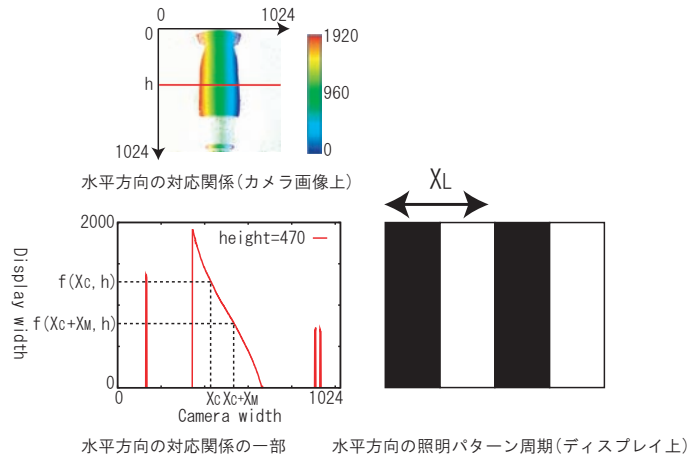 0 1024
0
h
1024
1920
960
0
水平方向の対応関係(カメラ画像上)
XL
2000
height=470
Display width
f(Xc,h)
f(Xc+XM,h)
0
Xc Xc+XM
0 1024
Camera width
水平方向の対応関係の一部
水平方向の照明パターン周期(ディスプレイ上)